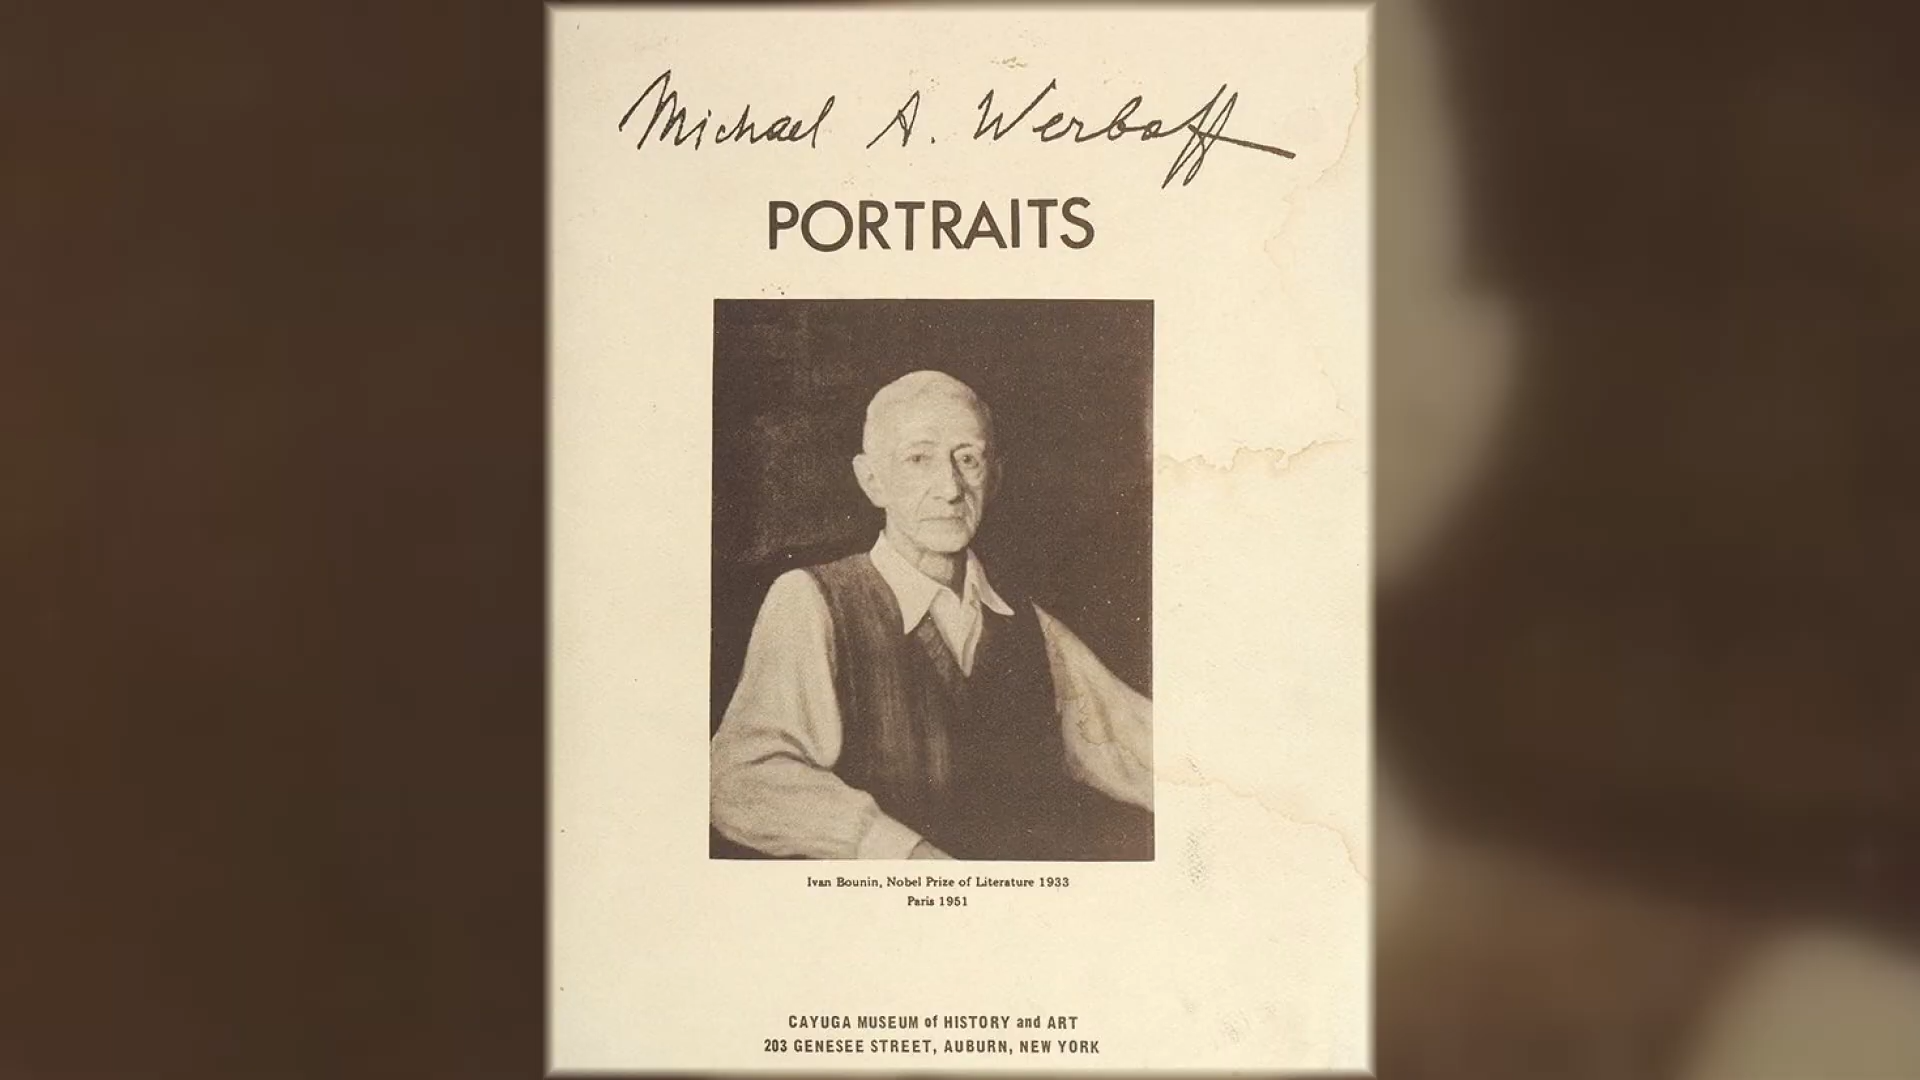 Michael A. Werboff
PORTRAITS
Ivan Bounin, Nobel Prize of Literature 1933
Paris 1951
CAYUGA MUSEUM of HISTORY and ART
203 GENESEE STREET, AUBURN, NEW YORK